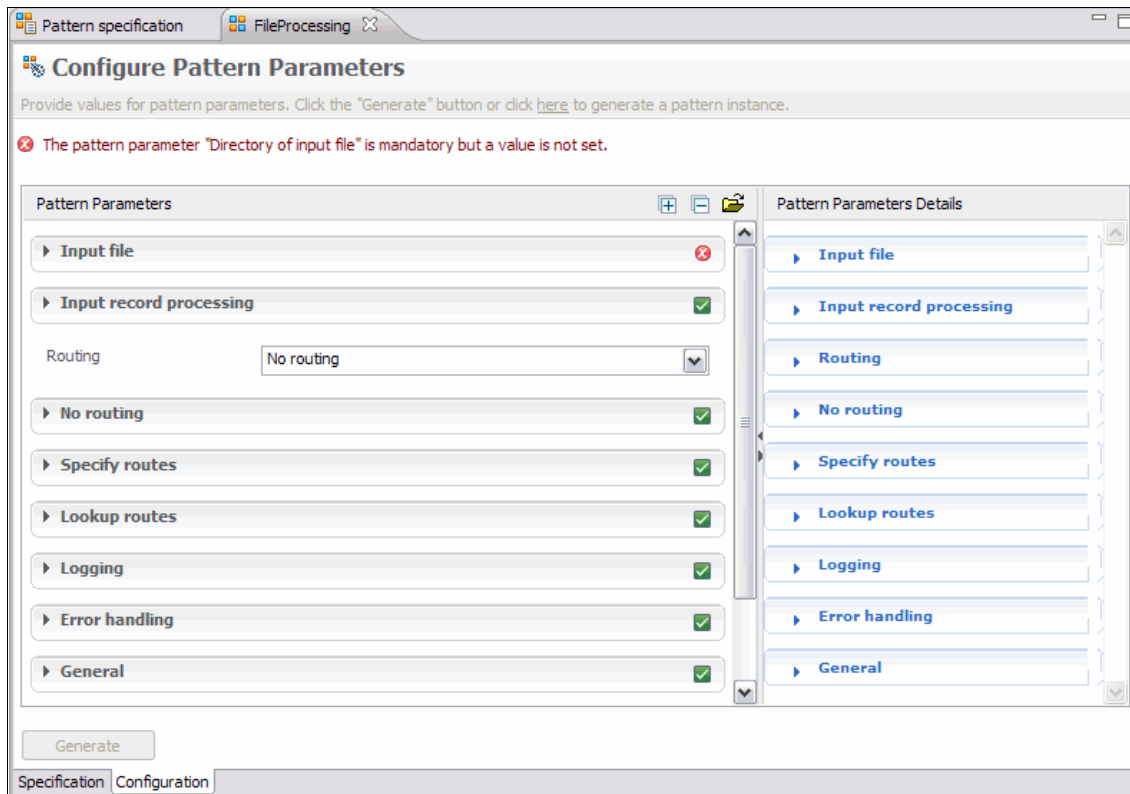 Pattern specification
FileProcessing
Configure Pattern Parameters
Provide values for pattern parameters. Click the "Generate" button or click here to generate a pattern instance.
The pattern parameter "Directory of input file" is mandatory but a value is not set.
Pattern Parameters
Input file
Input record processing
Routing
No routing
No routing
Specify routes
Lookup routes
Logging
Error handling
General
Pattern Parameters Details
Input file
Input record processing
Routing
No routing
Specify routes
Lookup routes
Logging
Error handling
General
Generate
Specification
Configuration